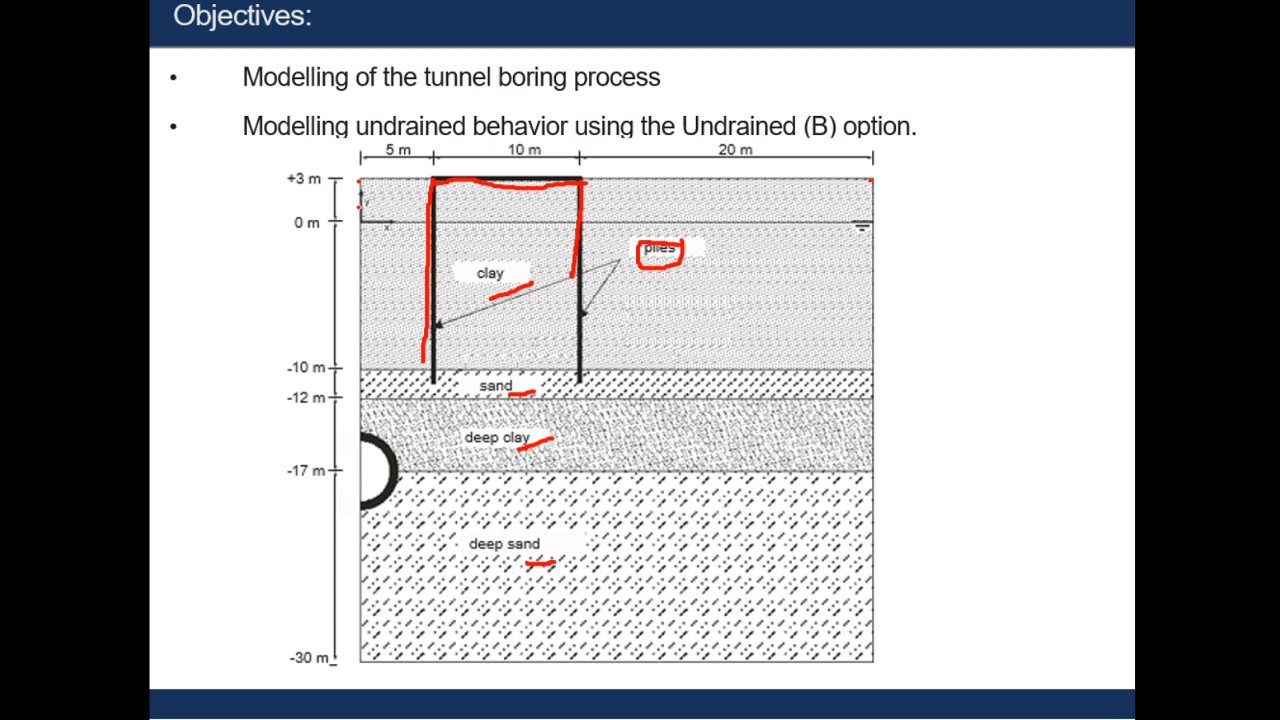 Objectives:
• Modelling of the tunnel boring process
• Modelling undrained behavior using the Undrained (B) option.
5 m 10 m 20 m
+3 m
y
0 m
x
piles
clay
-10 m
sand
-12 m
deep clay
-17 m
deep sand
-30 m